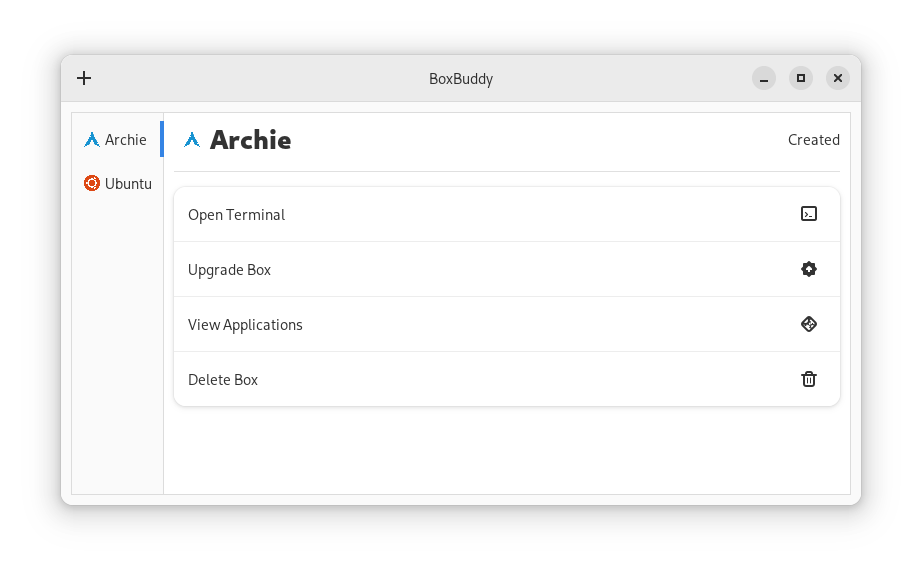 BoxBuddy
Archie
Ubuntu
Archie
Created
Open Terminal
Upgrade Box
View Applications
Delete Box